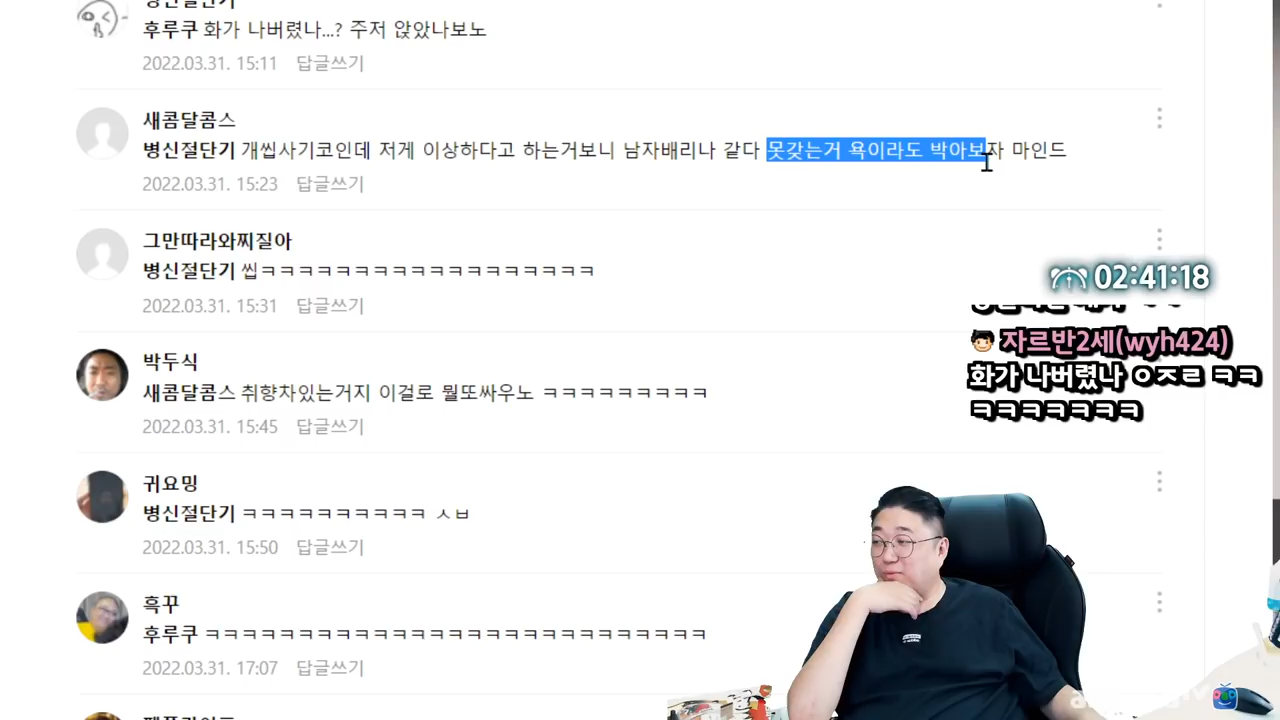 병신절단기
후루쿠 화가 나버렸나...? 주저 앉았나보노
2022.03.31. 15:11 답글쓰기
새콤달콤스
병신절단기 개씹사기코인데 저게 이상하다고 하는거보니 남자배리나 같다 못갖는거 욕이라도 박아보자 마인드
2022.03.31. 15:23 답글쓰기
그만따라와찌질아
병신절단기 씹ㅋㅋㅋㅋㅋㅋㅋㅋㅋㅋㅋㅋㅋㅋㅋㅋㅋㅋ
2022.03.31. 15:31 답글쓰기
02:41:18
자르반2세(wyh424)
화가 나버렸나 ㅇㅈㄹ ㅋㅋ
ㅋㅋㅋㅋㅋㅋㅋ
박두식
새콤달콤스 취향차있는거지 이걸로 뭘또싸우노 ㅋㅋㅋㅋㅋㅋㅋㅋㅋ
2022.03.31. 15:45 답글쓰기
귀요밍
병신절단기 ㅋㅋㅋㅋㅋㅋㅋㅋㅋㅋ ㅅㅂ
2022.03.31. 15:50 답글쓰기
흑꾸
후루쿠 ㅋㅋㅋㅋㅋㅋㅋㅋㅋㅋㅋㅋㅋㅋㅋㅋㅋㅋㅋㅋㅋㅋㅋㅋㅋㅋㅋ
2022.03.31. 17:07 답글쓰기